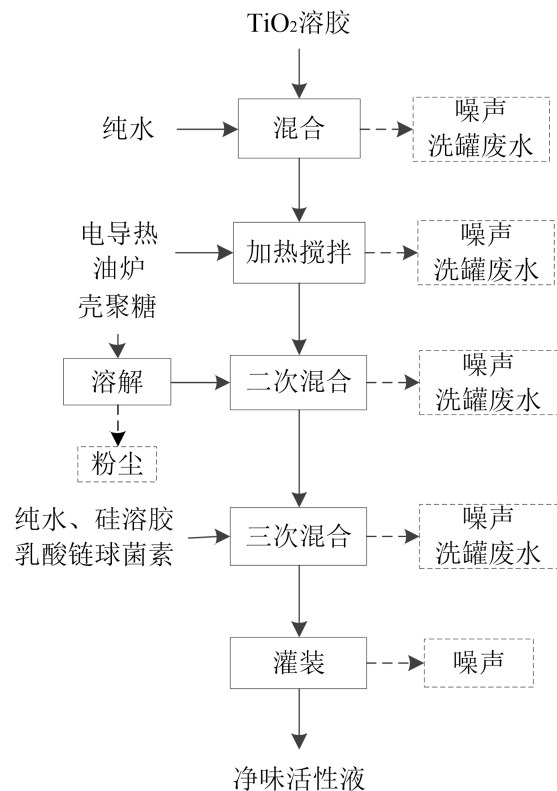 TiO₂溶胶
纯水
混合
噪声
洗罐废水
电导热
油炉
加热搅拌
噪声
洗罐废水
壳聚糖
溶解
二次混合
噪声
洗罐废水
粉尘
纯水、硅溶胶
乳酸链球菌素
三次混合
噪声
洗罐废水
灌装
噪声
净味活性液